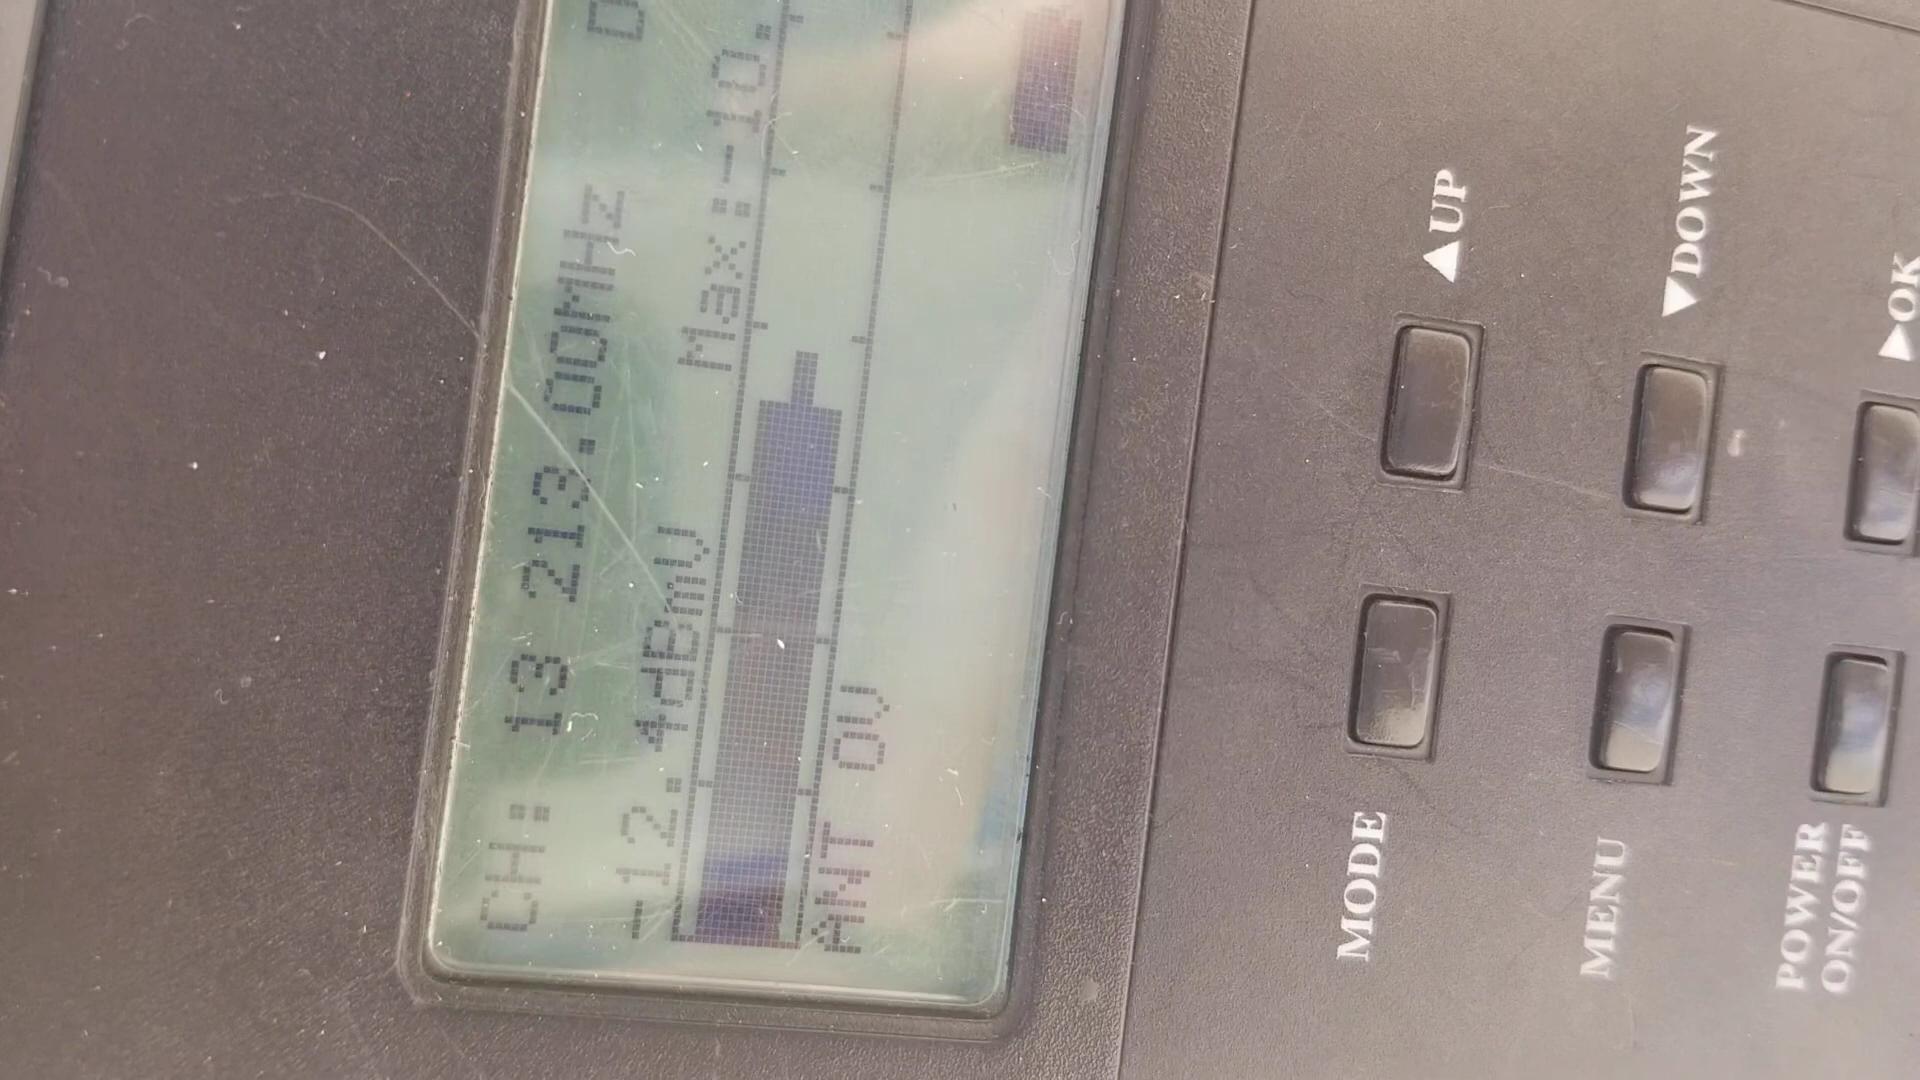 CH: 13 213.00MHZ
-12.4dBmV Max:-10.
ANT 0V
▲UP
▼DOWN
▶OK
MODE
MENU
POWER
ON/OFF